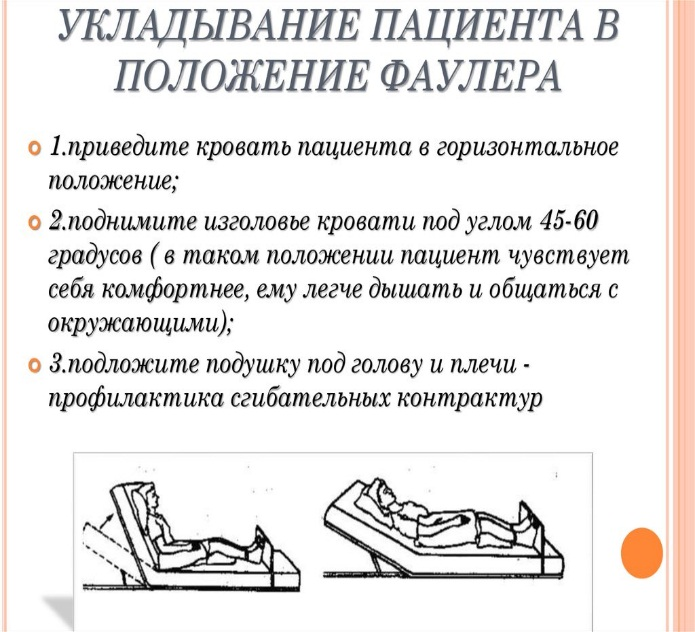 УКЛАДЫВАНИЕ ПАЦИЕНТА В
ПОЛОЖЕНИЕ ФАУЛЕРА
1.приведите кровать пациента в горизонтальное
положение;
2.поднимите изголовье кровати под углом 45-60
градусов ( в таком положении пациент чувствует
себя комфортнее, ему легче дышать и общаться с
окружающими);
3.подложите подушку под голову и плечи -
профилактика сгибательных контрактур